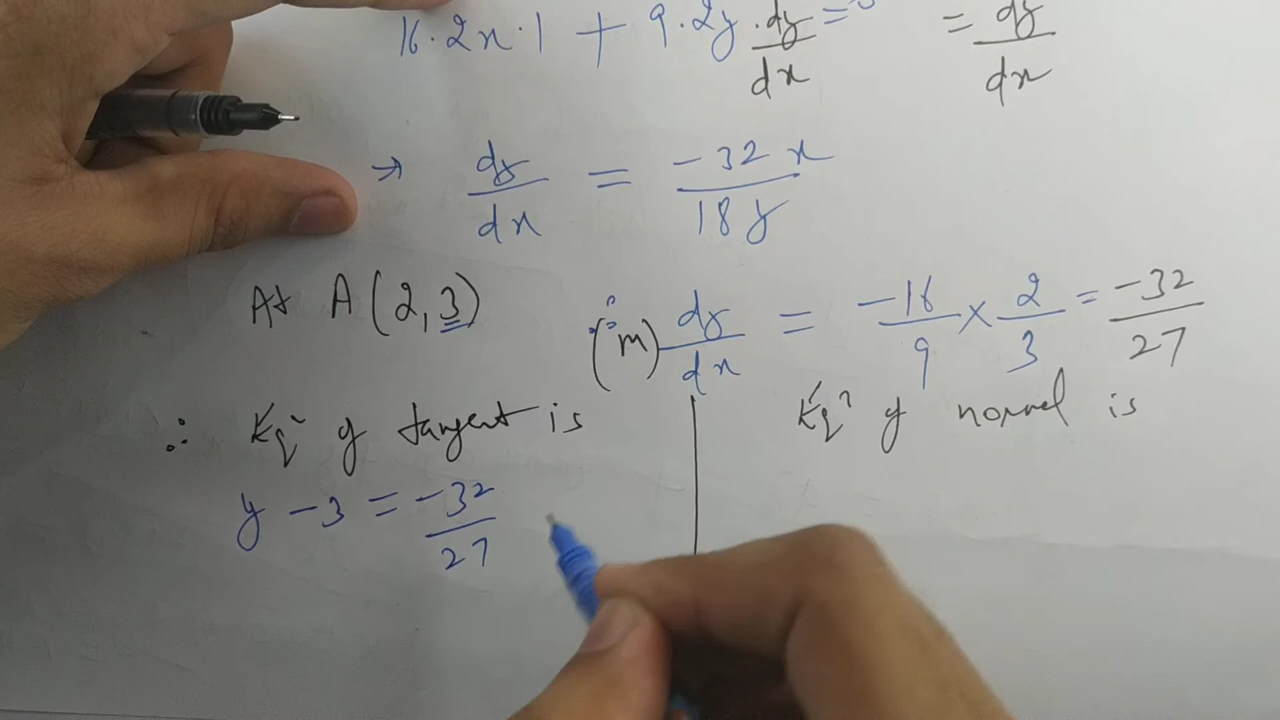 16·2x·1 + 9·2y·dy/dx = 0 = dy/dx
→ dy/dx = -32x/18y
At A(2,3) (m) dy/dx = -16/9 × 2/3 = -32/27
∴ Eqⁿ of tangent is
y - 3 = -32/27
Eqⁿ of normal is